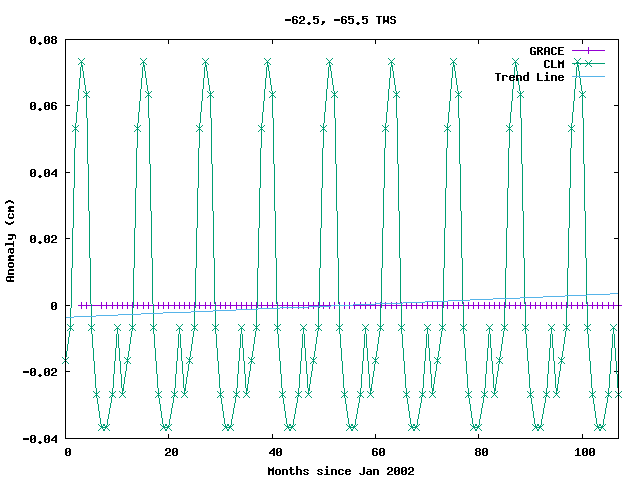 -62.5, -65.5 TWS
GRACE
CLM
Trend Line
0.08
0.06
0.04
0.02
0
-0.02
-0.04
Anomaly (cm)
0 20 40 60 80 100
Months since Jan 2002